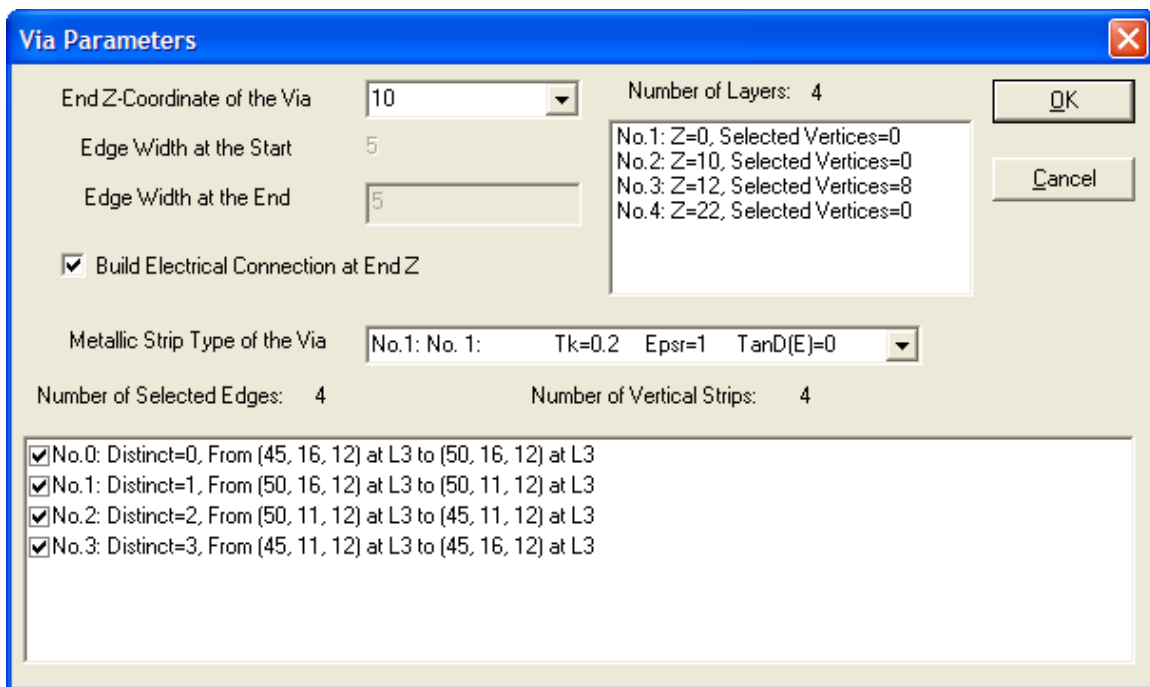 Via Parameters
End Z-Coordinate of the Via
10
Number of Layers: 4
OK
Edge Width at the Start
5
No.1: Z=0, Selected Vertices=0
No.2: Z=10, Selected Vertices=0
No.3: Z=12, Selected Vertices=8
No.4: Z=22, Selected Vertices=0
Cancel
Edge Width at the End
5
Build Electrical Connection at End Z
Metallic Strip Type of the Via
No.1: No. 1: Tk=0.2 Epsr=1 TanD(E)=0
Number of Selected Edges: 4
Number of Vertical Strips: 4
No.0: Distinct=0, From (45, 16, 12) at L3 to (50, 16, 12) at L3
No.1: Distinct=1, From (50, 16, 12) at L3 to (50, 11, 12) at L3
No.2: Distinct=2, From (50, 11, 12) at L3 to (45, 11, 12) at L3
No.3: Distinct=3, From (45, 11, 12) at L3 to (45, 16, 12) at L3